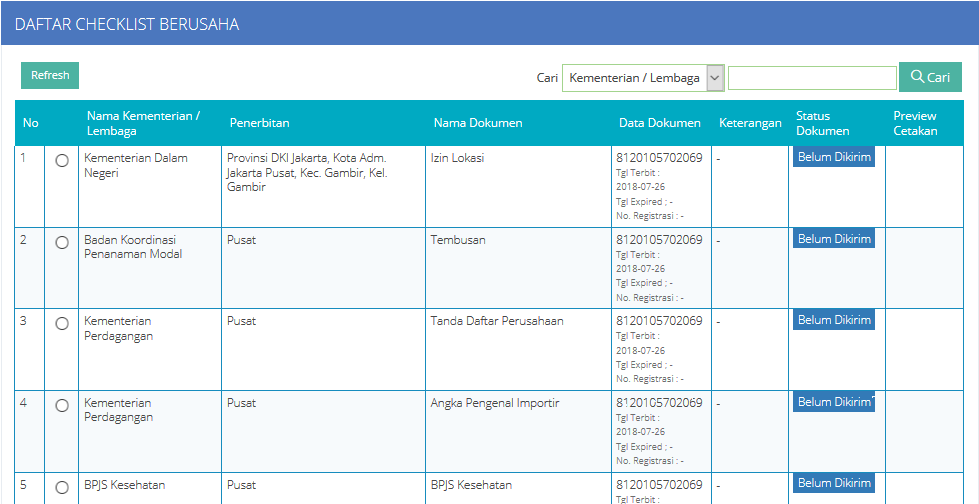 DAFTAR CHECKLIST BERUSAHA
Refresh
Cari Kementerian / Lembaga Cari
No Nama Kementerian / Lembaga Penerbitan Nama Dokumen Data Dokumen Keterangan Status Dokumen Preview Cetakan
1 Kementerian Dalam Negeri Provinsi DKI Jakarta, Kota Adm. Jakarta Pusat, Kec. Gambir, Kel. Gambir Izin Lokasi 8120105702069 - Belum Dikirim
Tgl Terbit :
2018-07-26
Tgl Expired : -
No. Registrasi : -
2 Badan Koordinasi Penanaman Modal Pusat Tembusan 8120105702069 - Belum Dikirim
Tgl Terbit :
2018-07-26
Tgl Expired : -
No. Registrasi : -
3 Kementerian Perdagangan Pusat Tanda Daftar Perusahaan 8120105702069 - Belum Dikirim
Tgl Terbit :
2018-07-26
Tgl Expired : -
No. Registrasi : -
4 Kementerian Perdagangan Pusat Angka Pengenal Importir 8120105702069 - Belum Dikirim
Tgl Terbit :
2018-07-26
Tgl Expired : -
No. Registrasi : -
5 BPJS Kesehatan Pusat BPJS Kesehatan 8120105702069 - Belum Dikirim
Tgl Terbit :